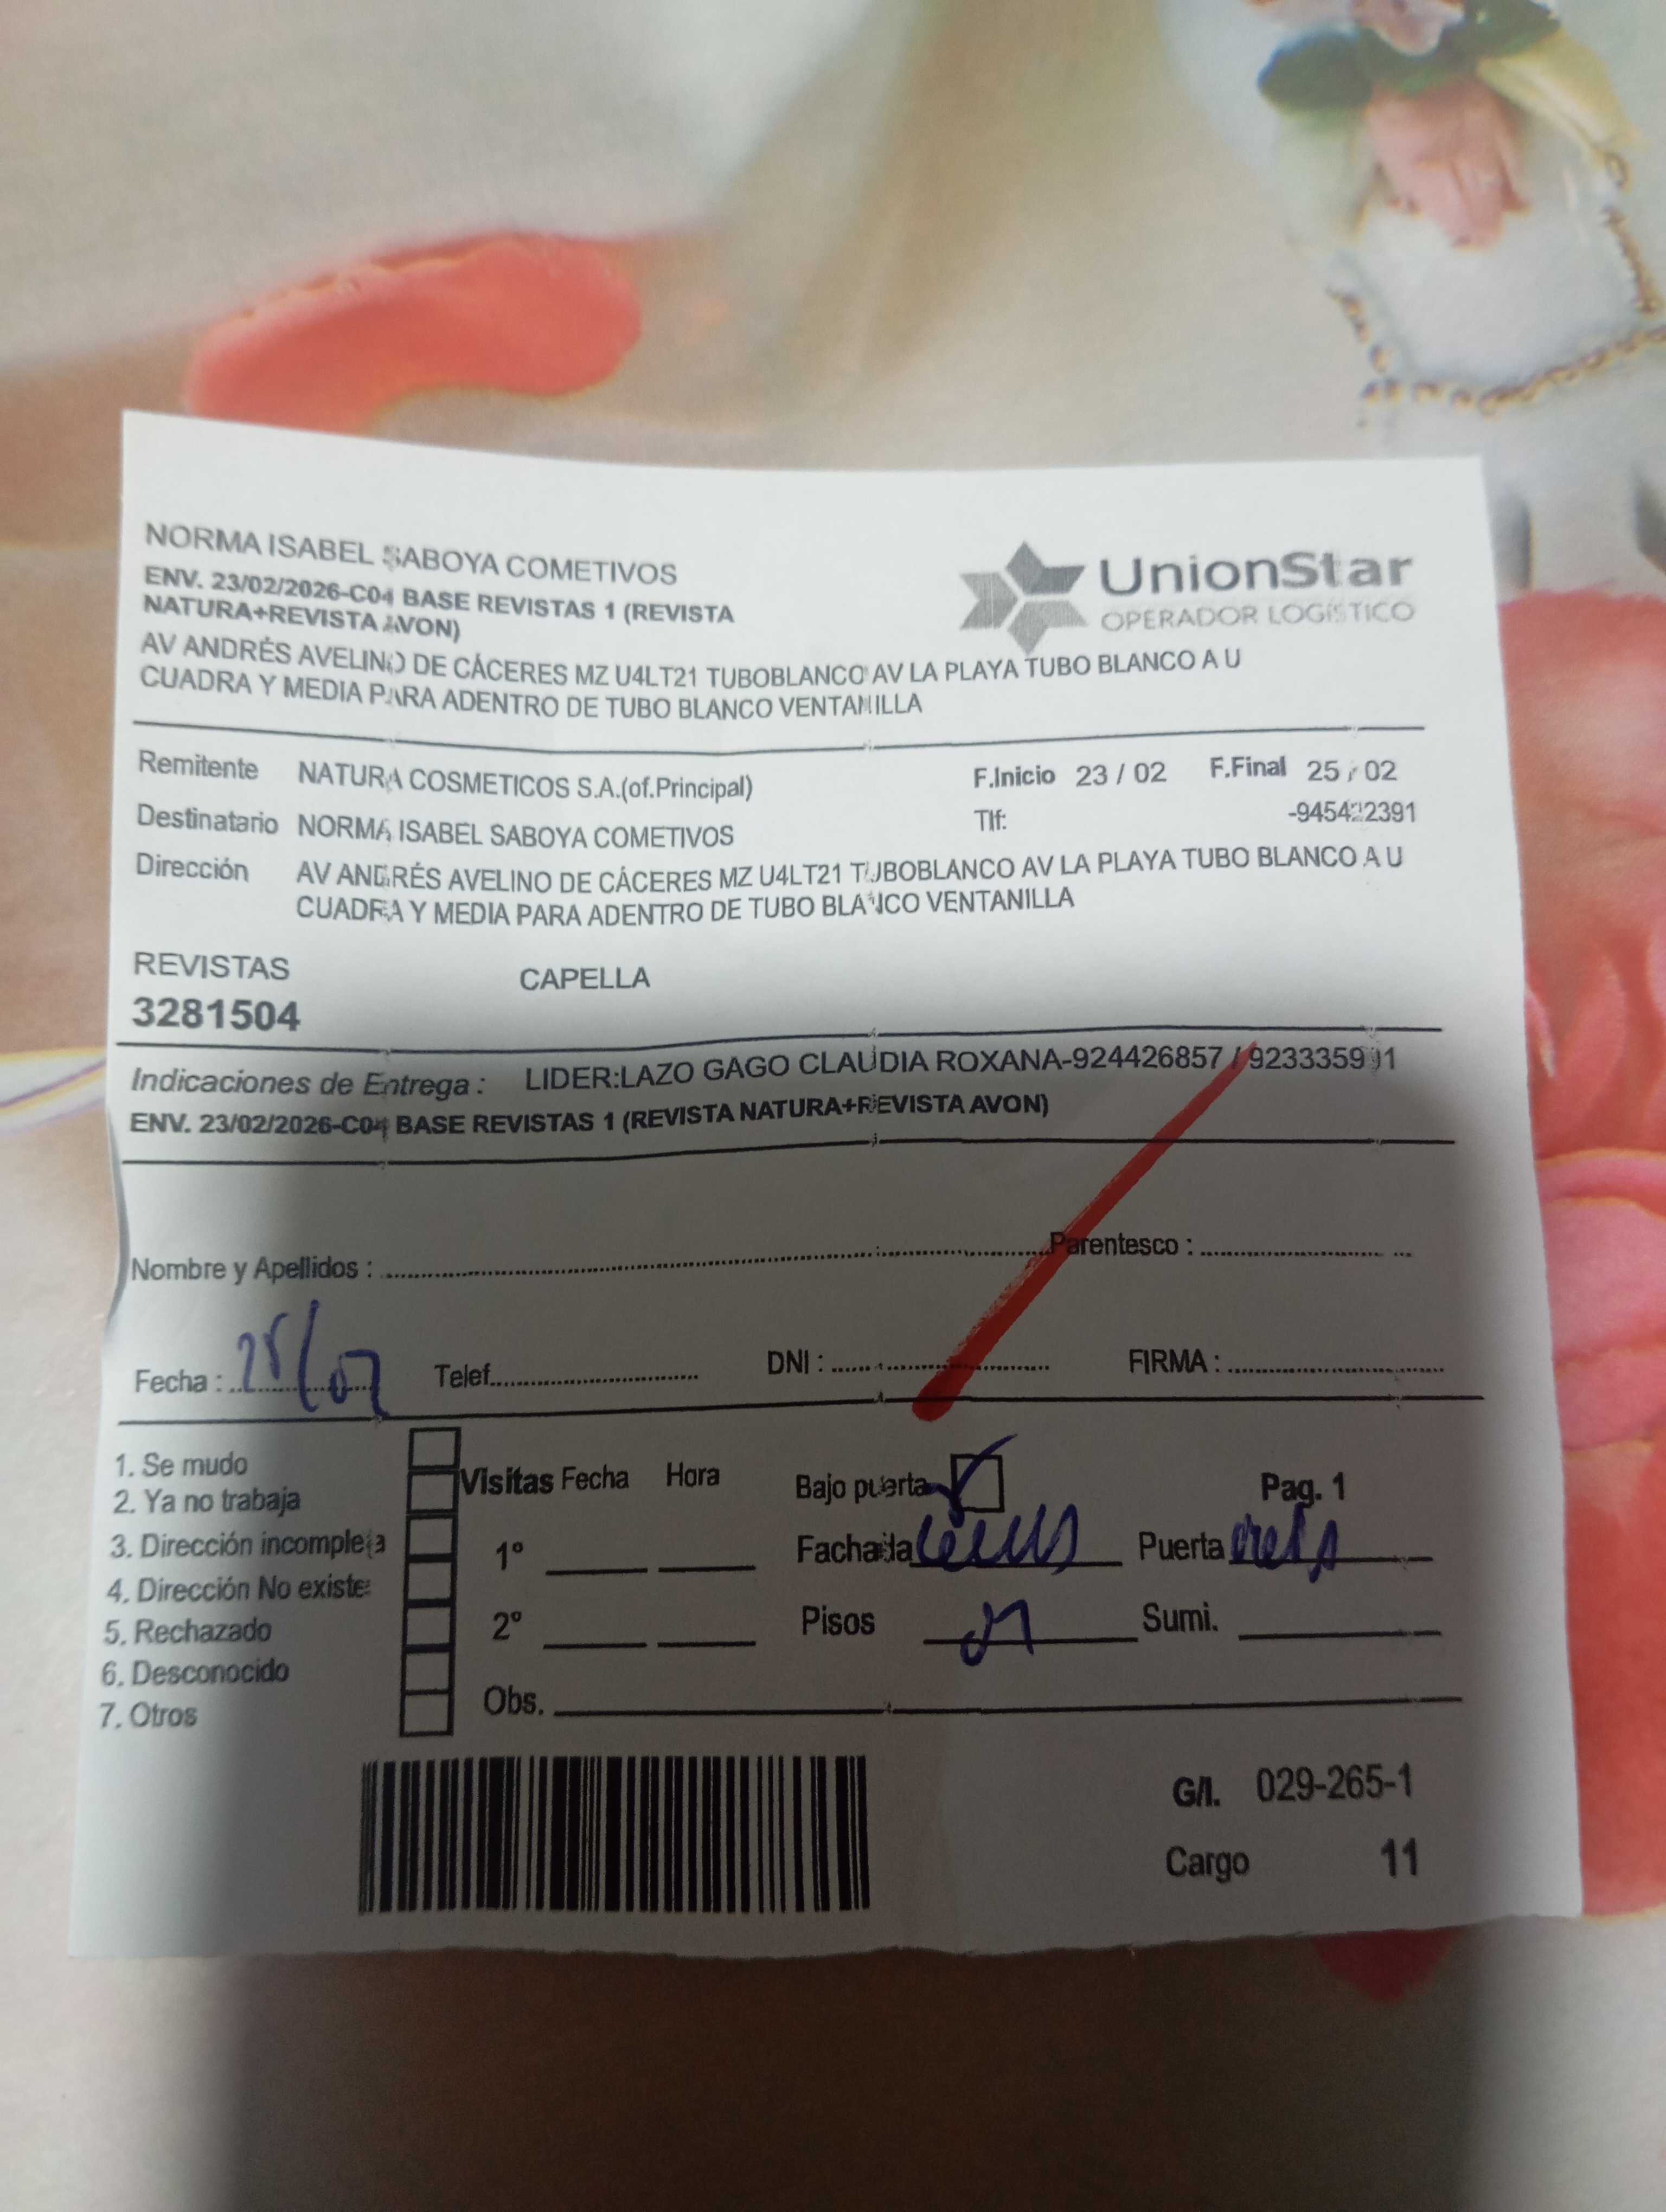 NORMA ISABEL SABOYA COMETIVOS
ENV. 23/02/2026-C04 BASE REVISTAS 1 (REVISTA
NATURA+REVISTA AVON)
AV ANDRÉS AVELINO DE CÁCERES MZ U4LT21 TUBOBLANCO AV LA PLAYA TUBO BLANCO A U
CUADRA Y MEDIA PARA ADENTRO DE TUBO BLANCO VENTANILLA
UnionStar
OPERADOR LOGÍSTICO
Remitente NATURA COSMETICOS S.A.(of.Principal) F.Inicio 23 / 02 F.Final 25 / 02
Destinatario NORMA ISABEL SABOYA COMETIVOS Tlf: -945422391
Dirección AV ANDRÉS AVELINO DE CÁCERES MZ U4LT21 TUBOBLANCO AV LA PLAYA TUBO BLANCO A U
CUADRA Y MEDIA PARA ADENTRO DE TUBO BLANCO VENTANILLA
REVISTAS CAPELLA
3281504
Indicaciones de Entrega : LIDER:LAZO GAGO CLAUDIA ROXANA-924426857 /
ENV. 23/02/2026-C04 BASE REVISTAS 1 (REVISTA NATURA+REVISTA AVON)
Nombre y Apellidos : Parentesco :
Fecha : Telef. DNI : FIRMA :
1. Se mudo
2. Ya no trabaja
3. Dirección incompleta
4. Dirección No existe
5. Rechazado
6. Desconocido
7. Otros
Visitas Fecha Hora
1°
2°
Obs.
Bajo puerta Pag. 1
Fachada Puerta
Pisos Sumi.
G/I. 029-265-1
Cargo 11